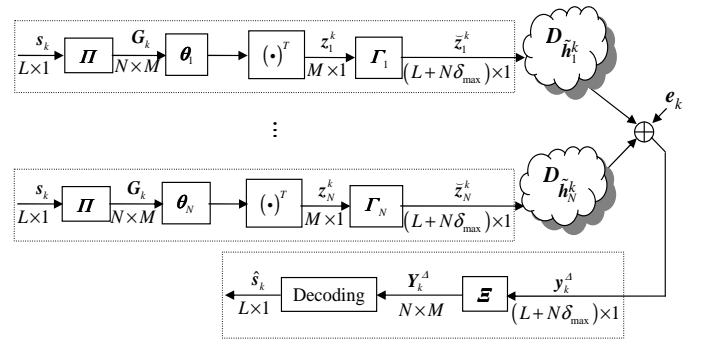 s_k G_k z_1^k z̆_1^k D_{h̃_1^k}
Π θ_1 (•)^T Γ_1
L×1 N×M M×1 (L+Nδ_max)×1
e_k
⋮
s_k G_k z_N^k z̆_N^k D_{h̃_N^k}
Π θ_N (•)^T Γ_N
L×1 N×M M×1 (L+Nδ_max)×1
ŝ_k Y_k^Δ y_k^Δ
Decoding Ξ
L×1 N×M (L+Nδ_max)×1